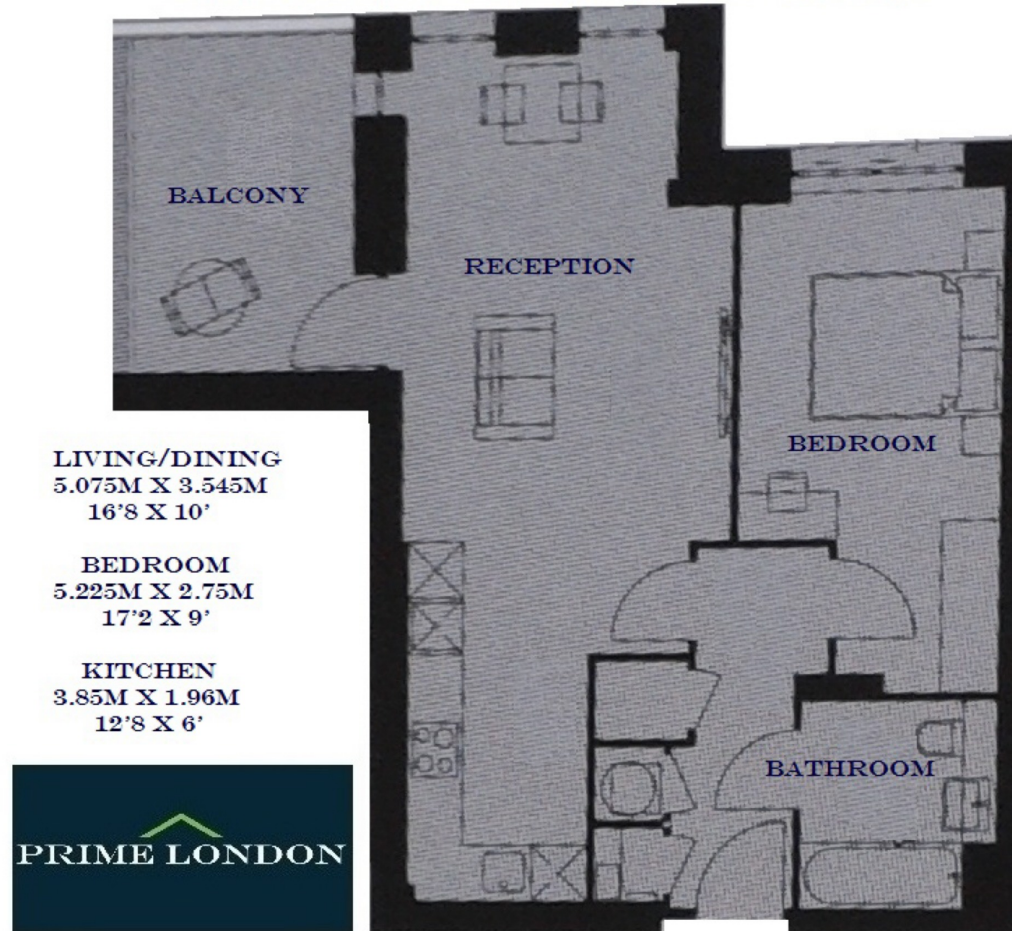 BALCONY
RECEPTION
BEDROOM
LIVING/DINING
5.075M X 3.545M
16'8 X 10'
BEDROOM
5.225M X 2.75M
17'2 X 9'
KITCHEN
3.85M X 1.96M
12'8 X 6'
BATHROOM
PRIME LONDON